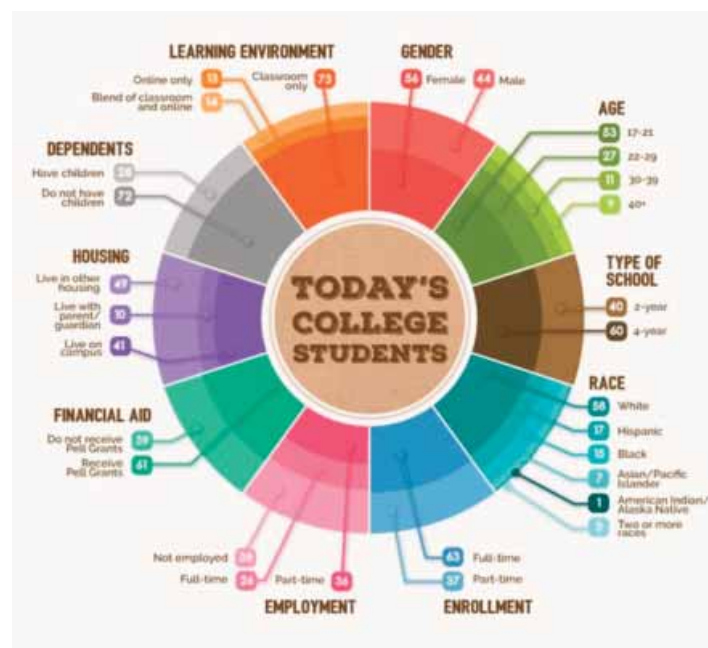 LEARNING ENVIRONMENT
Online only 13
Classroom
only 73
Blend of classroom
and online 14
GENDER
56 Female 44 Male
AGE
53 17-21
27 22-29
11 30-39
9 40+
DEPENDENTS
Have children 28
Do not have
children 72
HOUSING
Live in other
housing 49
Live with
parent/
guardian 10
Live on
campus 41
TODAY'S
COLLEGE
STUDENTS
TYPE OF
SCHOOL
40 2-year
60 4-year
RACE
58 White
17 Hispanic
15 Black
7 Asian/Pacific
Islander
1 American Indian/
Alaska Native
Two or more
races
FINANCIAL AID
Do not receive
Pell Grants 39
Receive
Pell Grants 61
Not employed
Full-time 26 Part-time 36
EMPLOYMENT
63 Full-time
37 Part-time
ENROLLMENT